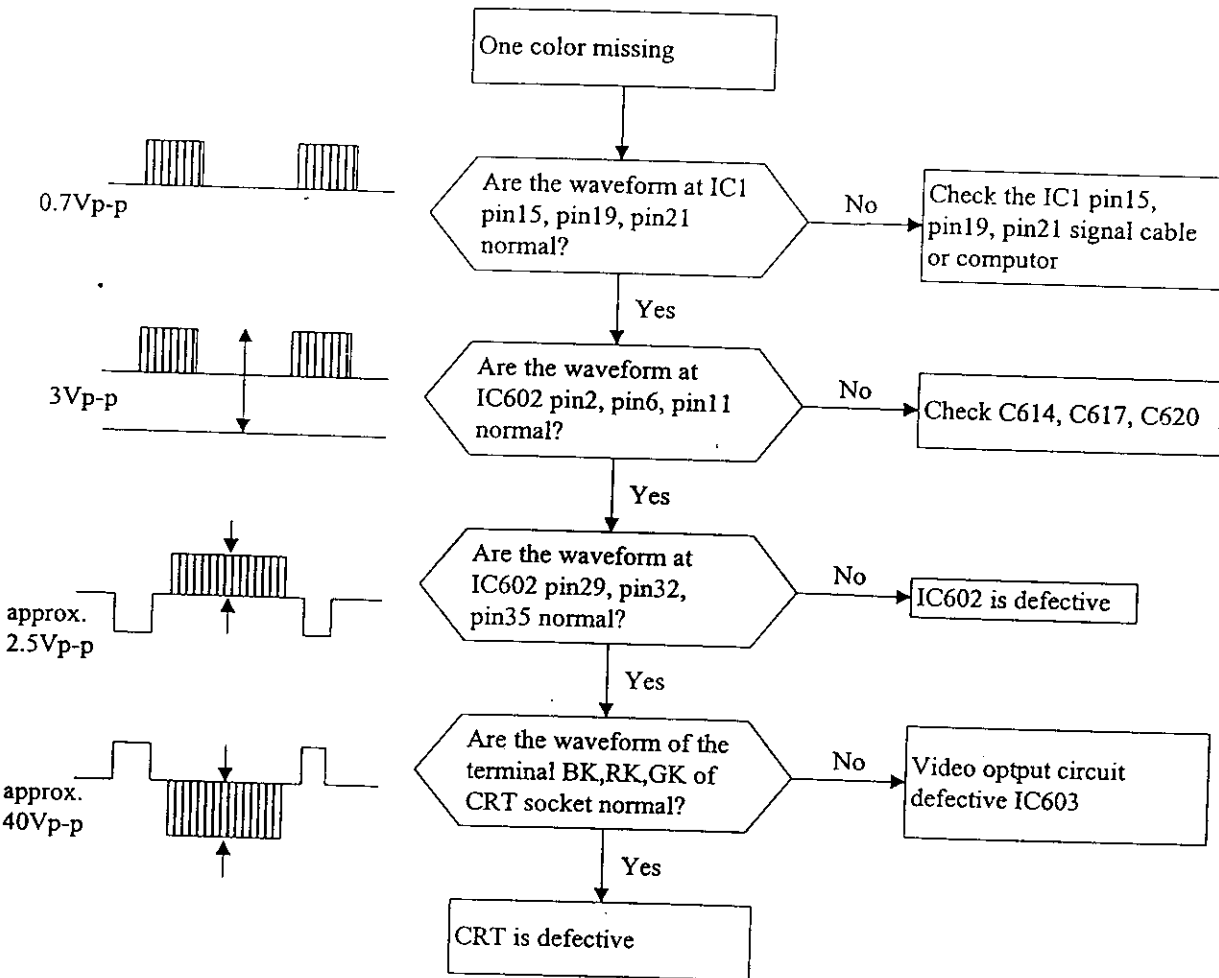 One color missing
0.7Vp-p
Are the waveform at IC1
pin15, pin19, pin21
normal?
No
Check the IC1 pin15,
pin19, pin21 signal cable
or computor
Yes
3Vp-p
Are the waveform at
IC602 pin2, pin6, pin11
normal?
No
Check C614, C617, C620
Yes
approx.
2.5Vp-p
Are the waveform at
IC602 pin29, pin32,
pin35 normal?
No
IC602 is defective
Yes
approx.
40Vp-p
Are the waveform of the
terminal BK,RK,GK of
CRT socket normal?
No
Video optput circuit
defective IC603
Yes
CRT is defective